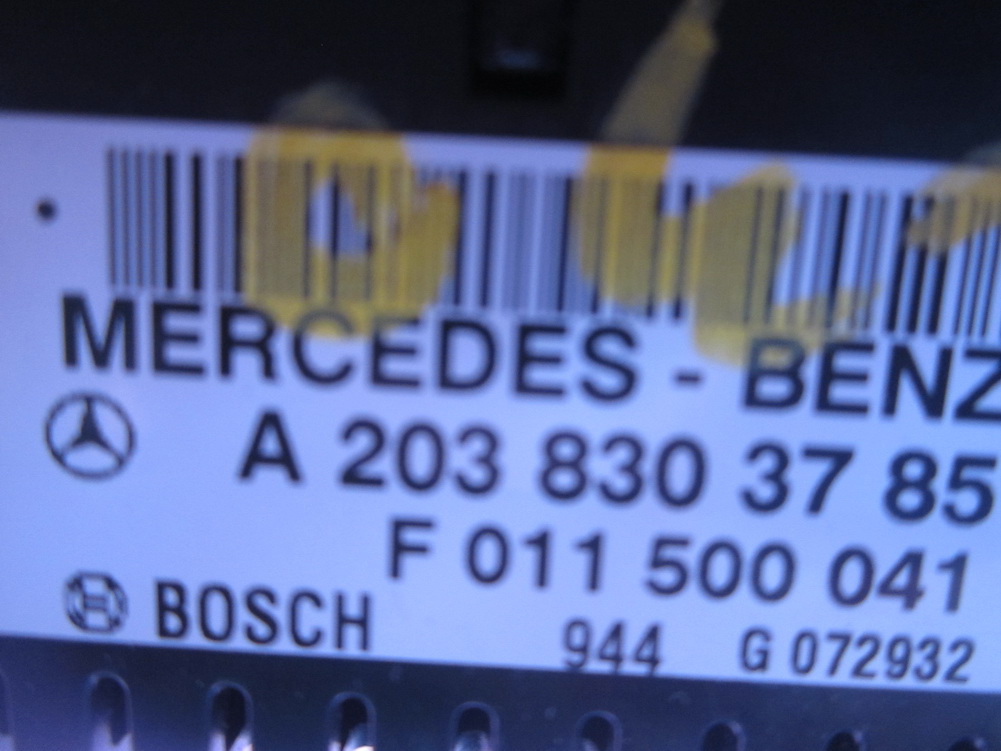 MERCEDES - BENZ
A 203 830 37 85
F 011 500 041
BOSCH 944 G 072932